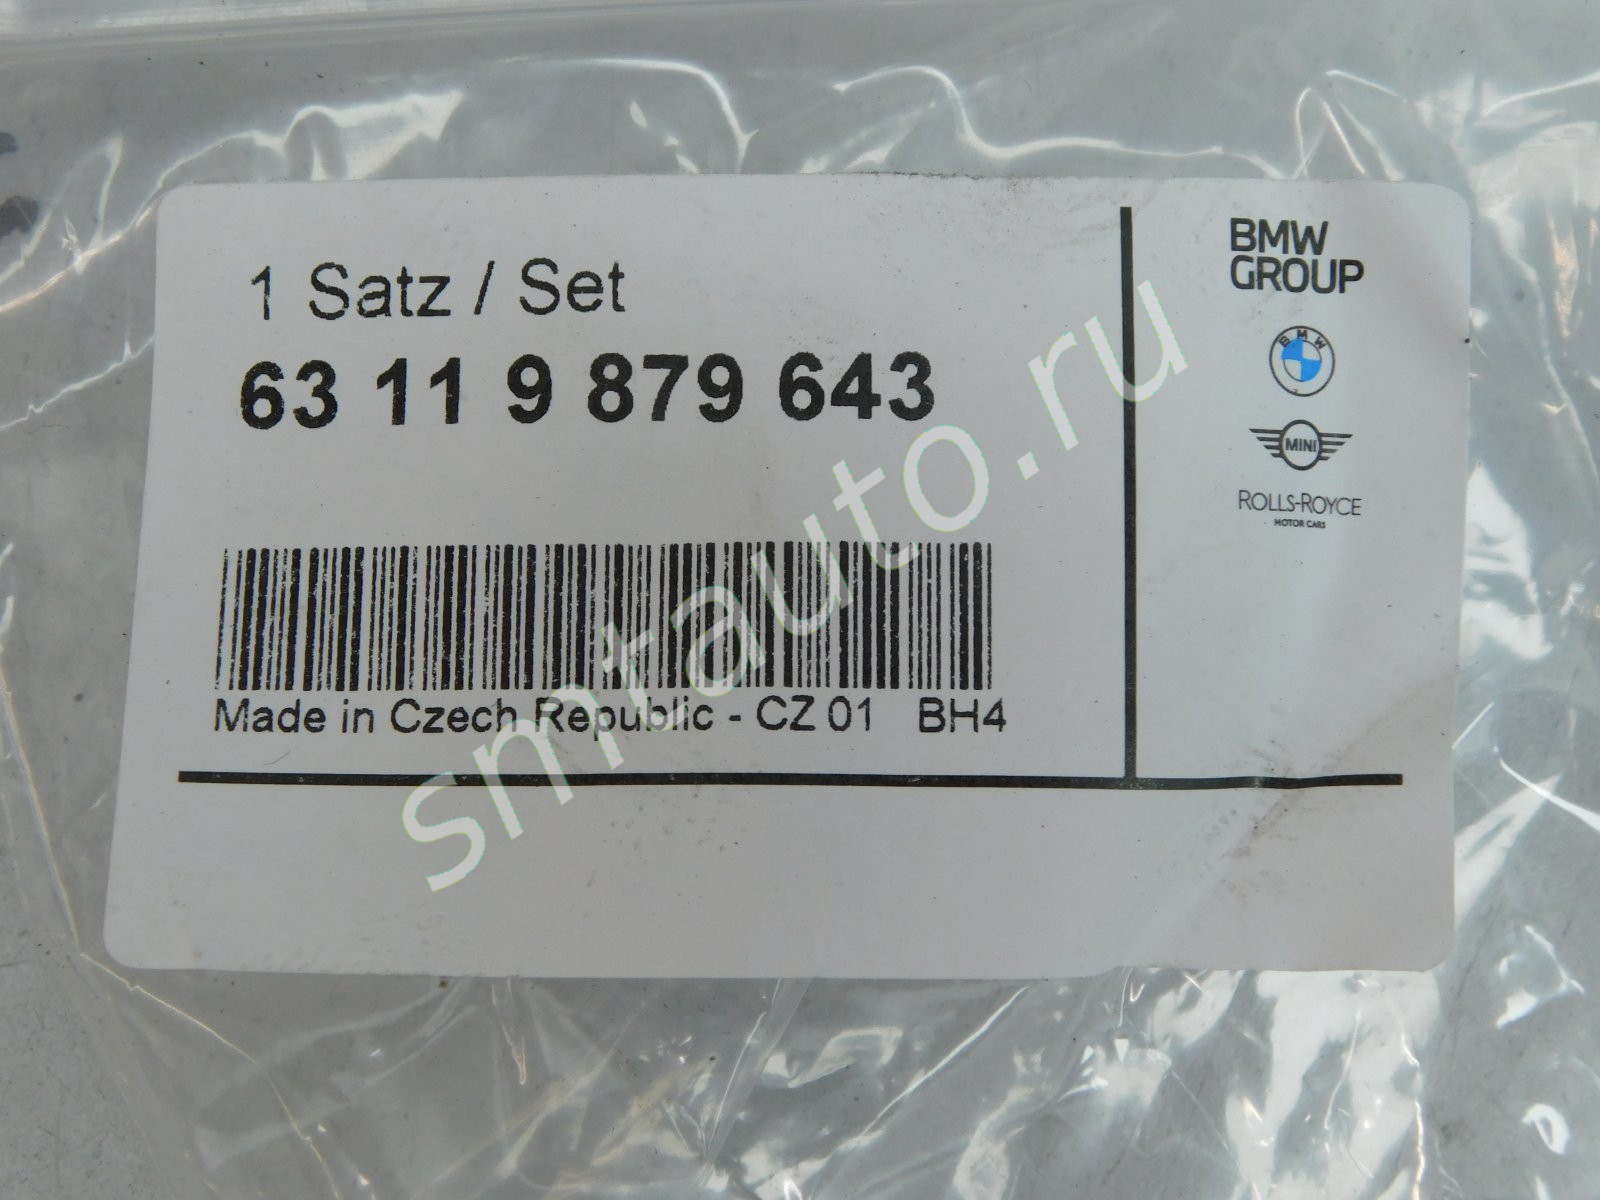 1 Satz / Set
63 11 9 879 643
Made in Czech Republic - CZ 01 BH4
BMW
GROUP
BMW
MINI
ROLLS-ROYCE
MOTOR CARS
smtauto.ru